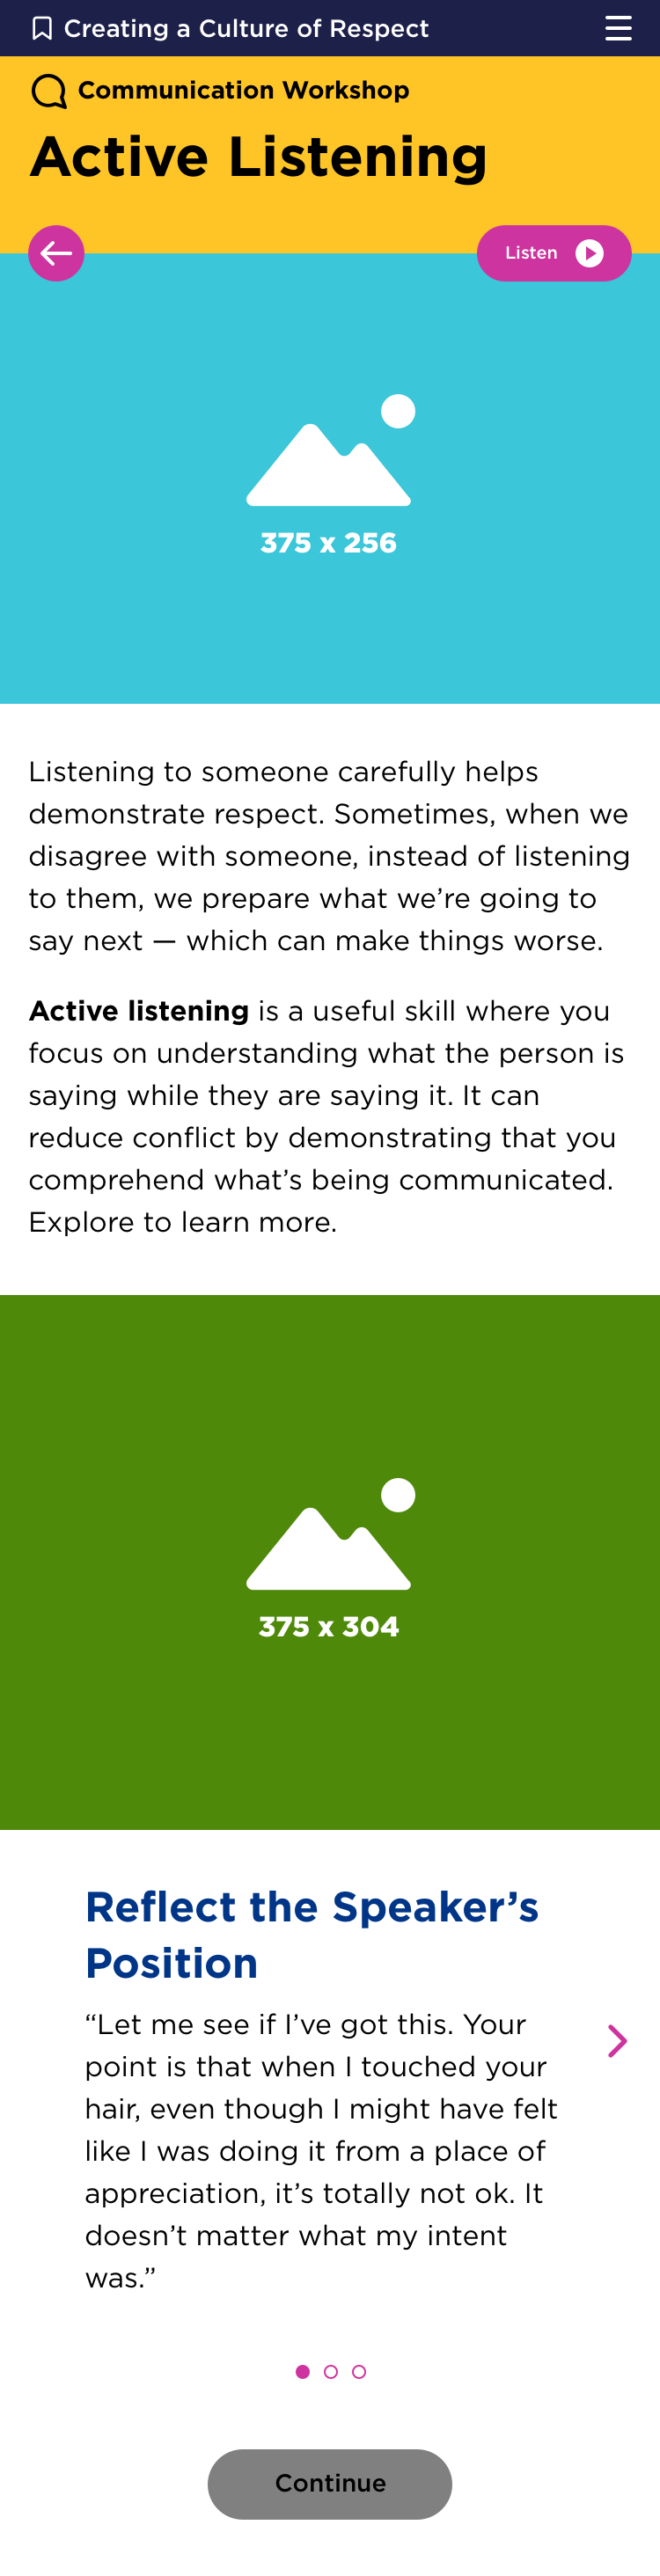 Creating a Culture of Respect
Communication Workshop
Active Listening
Listen
375 x 256
Listening to someone carefully helps
demonstrate respect. Sometimes, when we
disagree with someone, instead of listening
to them, we prepare what we’re going to
say next — which can make things worse.
Active listening is a useful skill where you
focus on understanding what the person is
saying while they are saying it. It can
reduce conflict by demonstrating that you
comprehend what’s being communicated.
Explore to learn more.
375 x 304
Reflect the Speaker’s
Position
“Let me see if I’ve got this. Your
point is that when I touched your
hair, even though I might have felt
like I was doing it from a place of
appreciation, it’s totally not ok. It
doesn’t matter what my intent
was.”
Continue